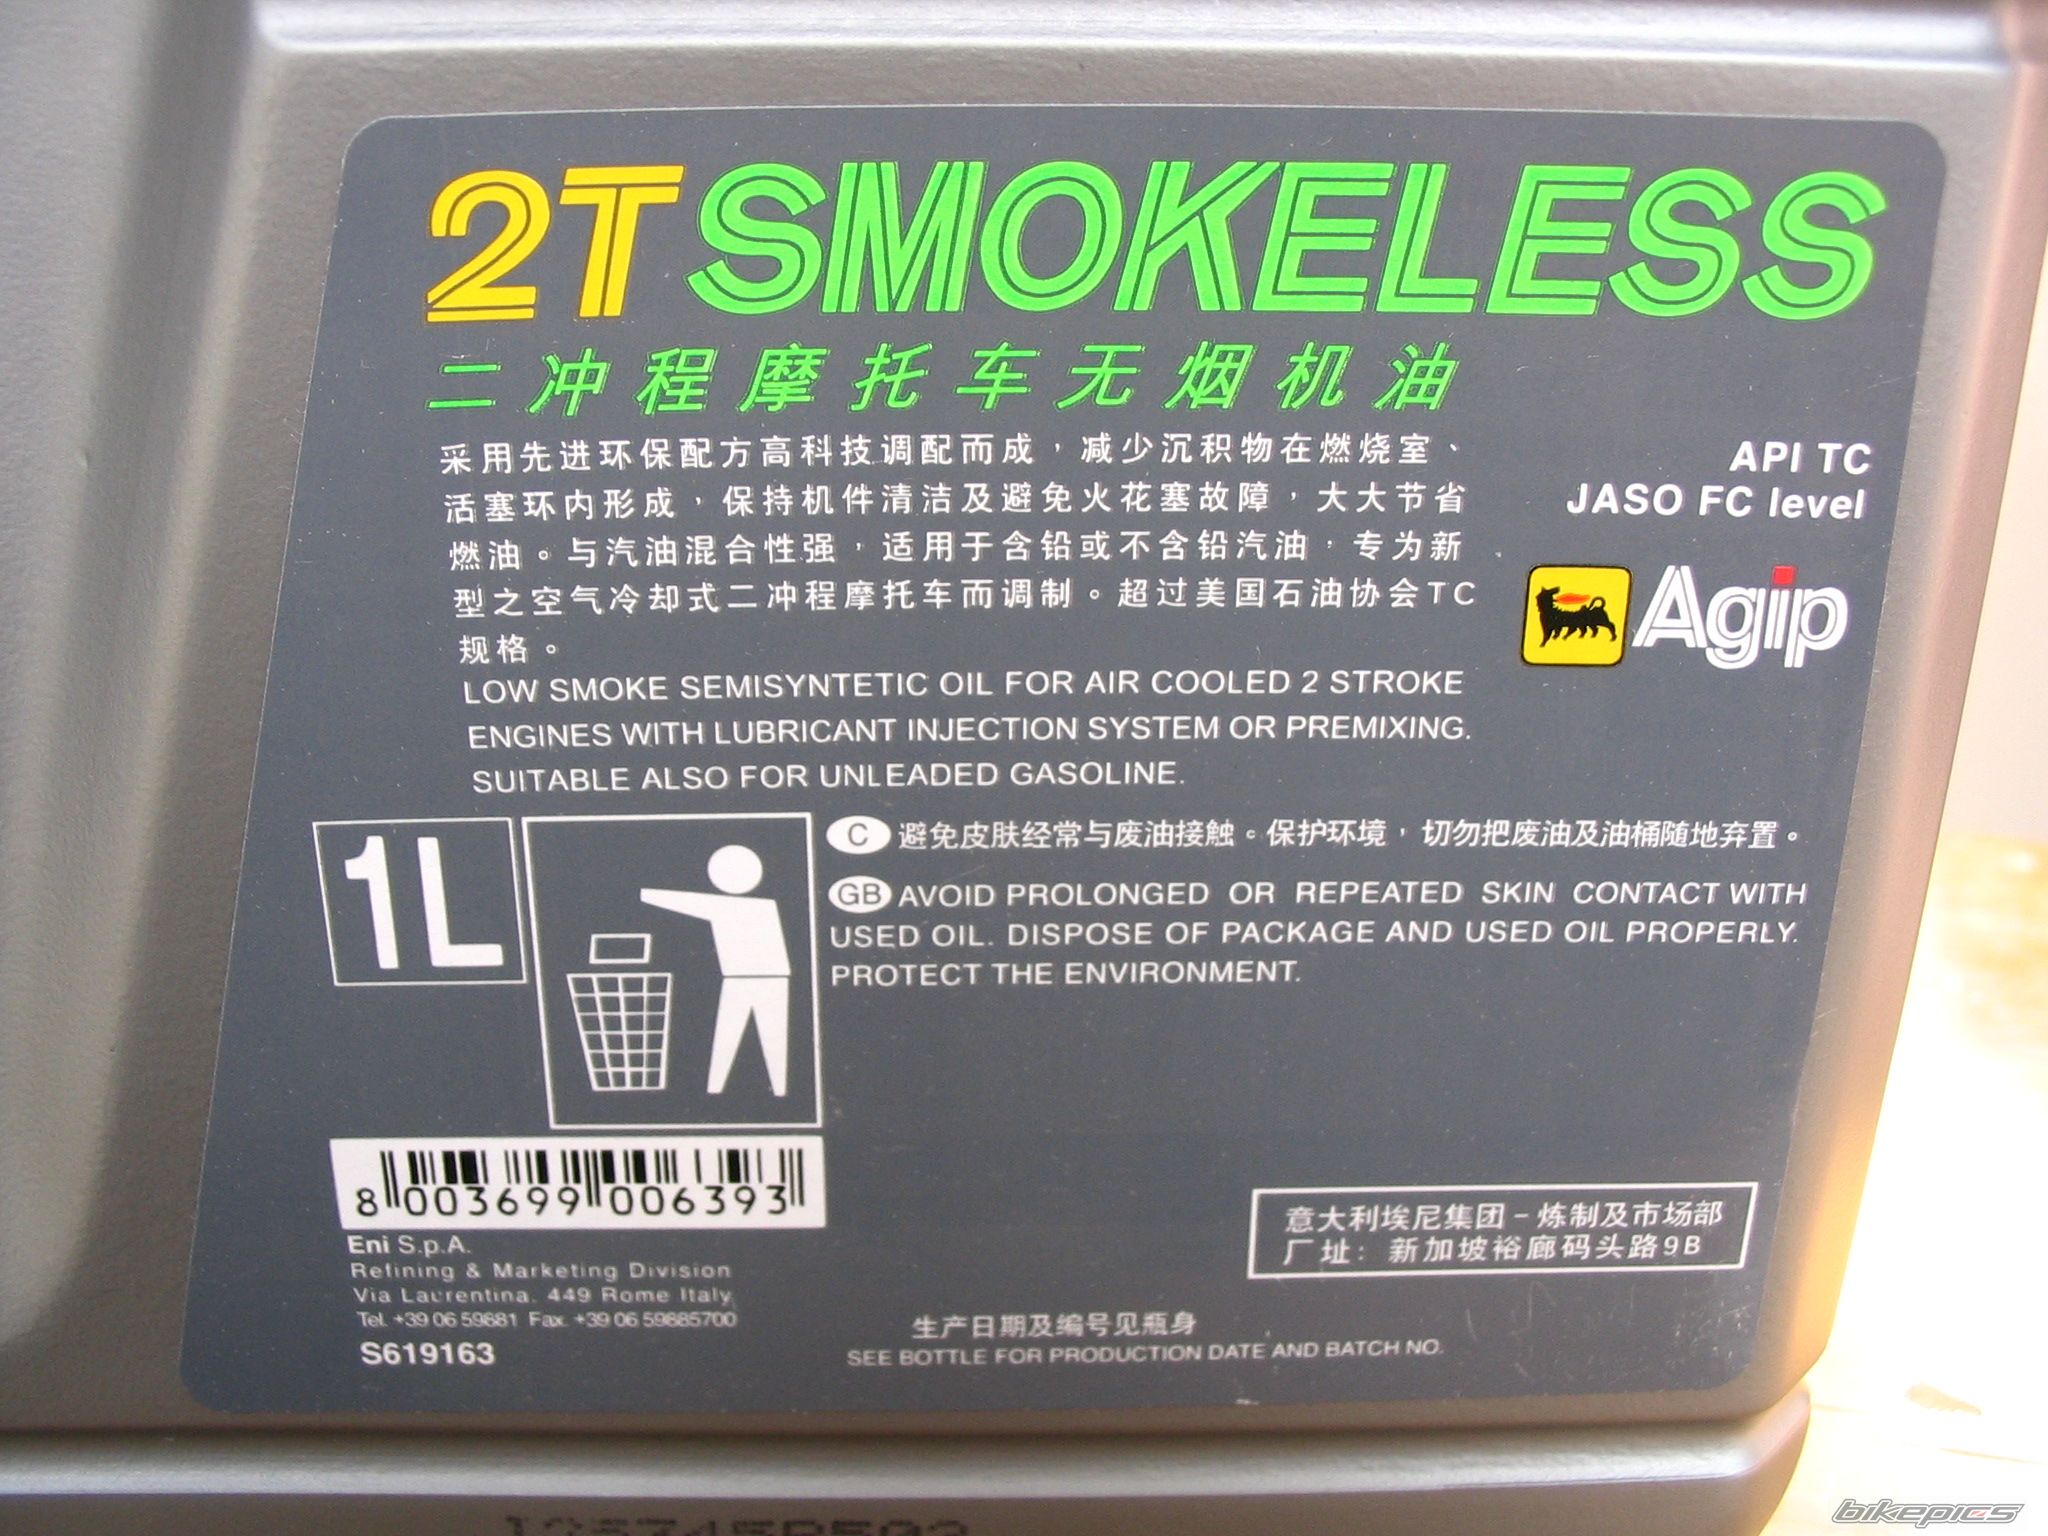 2T SMOKELESS
二冲程摩托车无烟机油
采用先进环保配方高科技调配而成，减少沉积物在燃烧室、
活塞环内形成，保持机件清洁及避免火花塞故障，大大节省
燃油。与汽油混合性强，适用于含铅或不含铅汽油，专为新
型之空气冷却式二冲程摩托车而调制。超过美国石油协会TC
规格。
API TC
JASO FC level
Agip
LOW SMOKE SEMISYNTETIC OIL FOR AIR COOLED 2 STROKE
ENGINES WITH LUBRICANT INJECTION SYSTEM OR PREMIXING.
SUITABLE ALSO FOR UNLEADED GASOLINE.
1L
C 避免皮肤经常与废油接触。保护环境，切勿把废油及油桶随地弃置。
GB AVOID PROLONGED OR REPEATED SKIN CONTACT WITH
USED OIL. DISPOSE OF PACKAGE AND USED OIL PROPERLY.
PROTECT THE ENVIRONMENT.
8 003699 006393
Eni S.p.A.
Refining & Marketing Division
Via Laurentina, 449 Rome Italy
Tel. +39 06 59881 Fax. +39 06 59885700
S619163
意大利埃尼集团－炼制及市场部
厂址：新加坡裕廊码头路9B
生产日期及编号见瓶身
SEE BOTTLE FOR PRODUCTION DATE AND BATCH NO.
bikepics